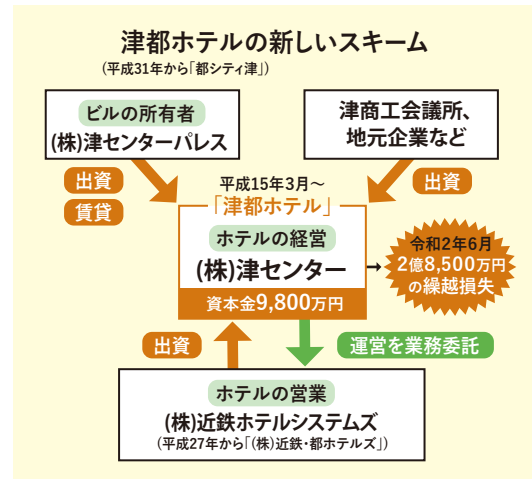 津都ホテルの新しいスキーム
(平成31年から「都シティ津」)
ビルの所有者
(株)津センターパレス
津商工会議所、
地元企業など
出資
賃貸
出資
平成15年3月〜
「津都ホテル」
ホテルの経営
(株)津センター
資本金9,800万円
令和2年6月
2億8,500万円
の繰越損失
出資
運営を業務委託
ホテルの営業
(株)近鉄ホテルシステムズ
(平成27年から「(株)近鉄・都ホテルズ」)